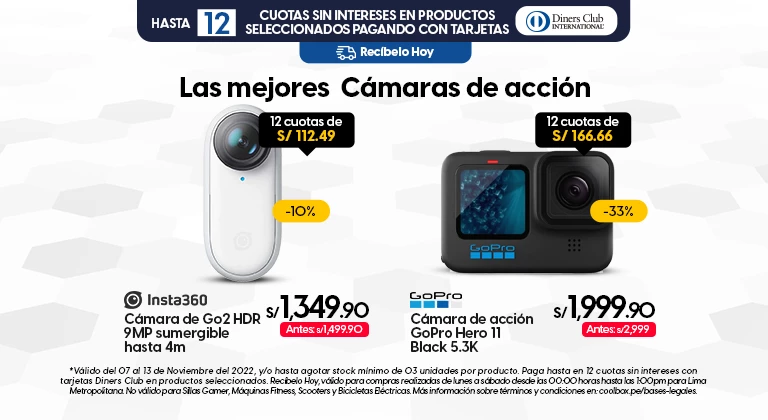 HASTA 12 CUOTAS SIN INTERESES EN PRODUCTOS
SELECCIONADOS PAGANDO CON TARJETAS
Diners Club
INTERNATIONAL
Recíbelo Hoy
Las mejores Cámaras de acción
12 cuotas de
S/ 112.49
-10%
Insta360
Cámara de Go2 HDR
9MP sumergible
hasta 4m
S/1,349.90
Antes: S/1,499.90
12 cuotas de
S/ 166.66
-33%
GoPro
GoPro
Cámara de acción
GoPro Hero 11
Black 5.3K
S/1,999.90
Antes: S/2,999
*Válido del 07 al 13 de Noviembre del 2022, y/o hasta agotar stock mínimo de 03 unidades por producto. Paga hasta en 12 cuotas sin intereses con
tarjetas Diners Club en productos seleccionados. Recíbelo Hoy, válido para compras realizadas de lunes a sábado desde las 00:00 horas hasta las 1:00pm para Lima
Metropolitana. No válido para Sillas Gamer, Máquinas Fitness, Scooters y Bicicletas Eléctricas. Más información sobre términos y condiciones en: coolbox.pe/bases-legales.